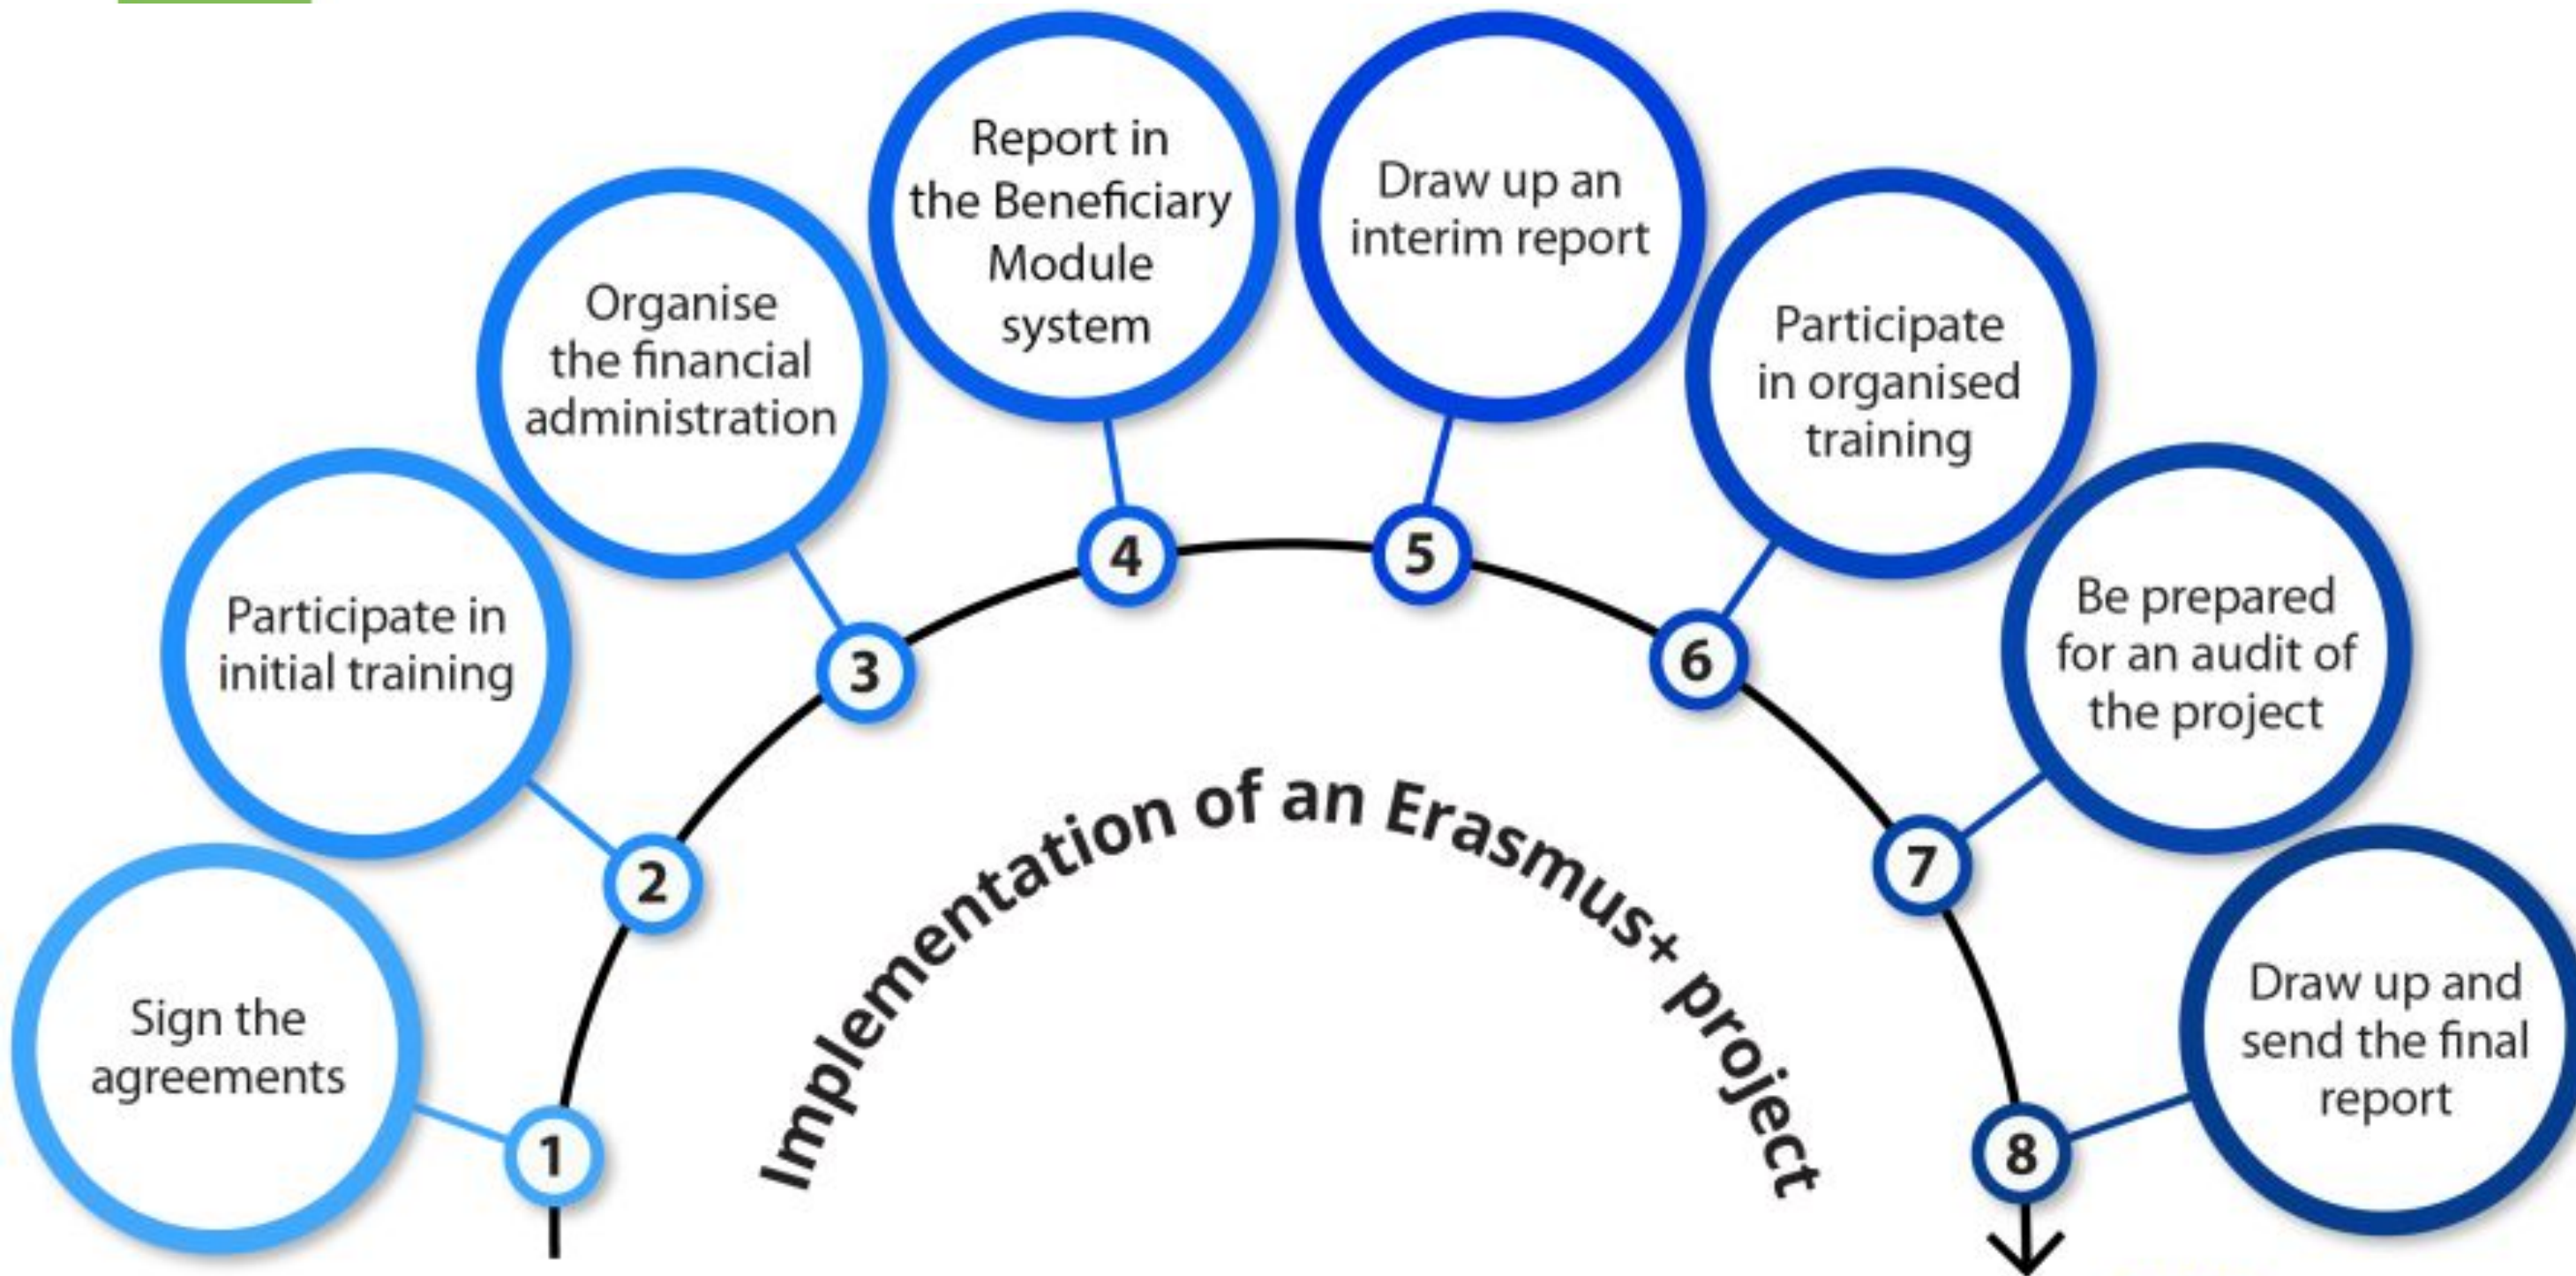 Sign the
agreements
1
Participate in
initial training
2
Organise
the financial
administration
3
Report in
the Beneficiary
Module
system
4
Draw up an
interim report
5
Participate
in organised
training
6
Be prepared
for an audit of
the project
7
Draw up and
send the final
report
8
Implementation of an Erasmus+ project